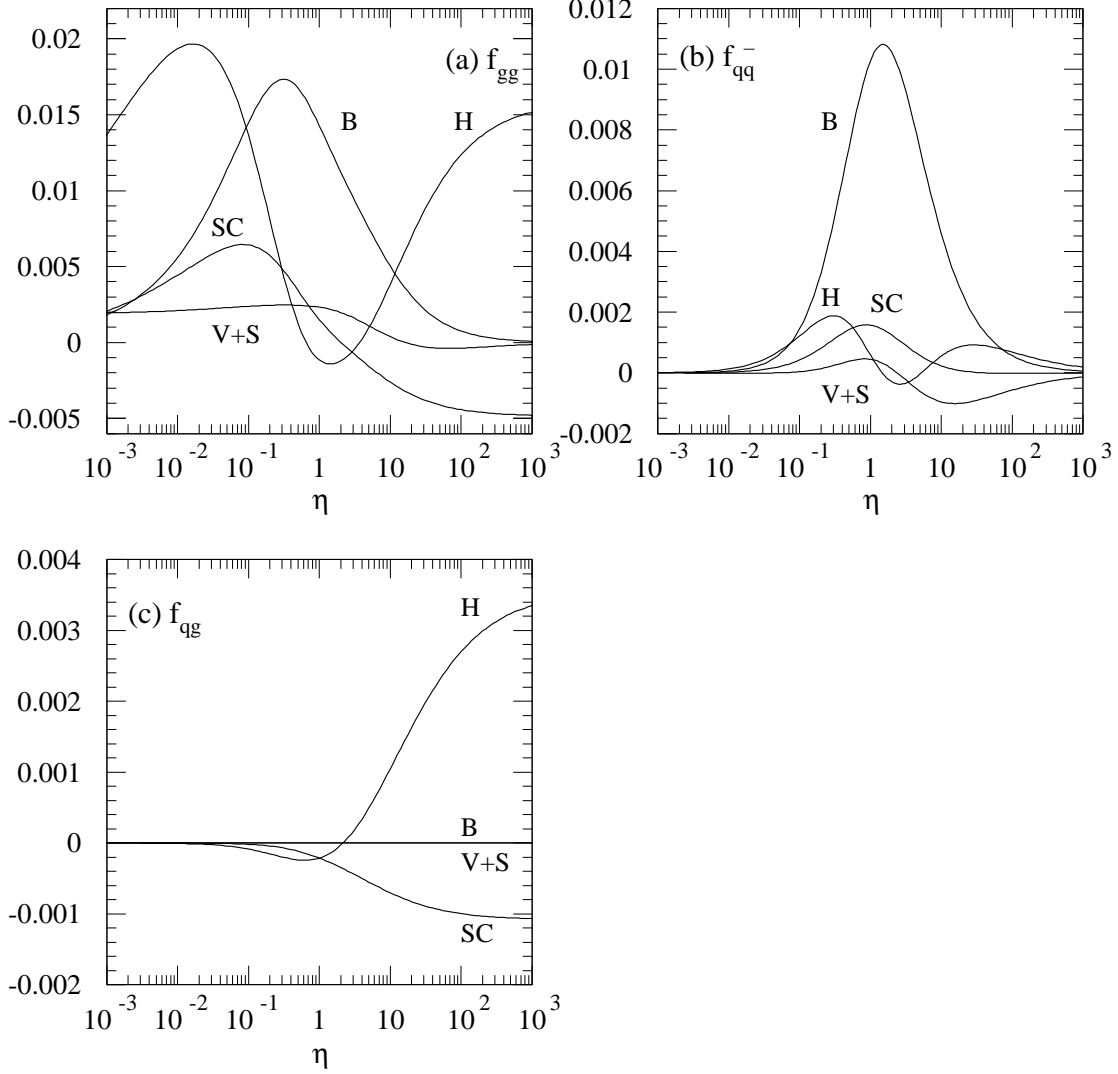 (a) f_gg
0.02
0.015
0.01
0.005
0
-0.005
B
H
SC
V+S
10^-3 10^-2 10^-1 1 10 10^2 10^3
η
(b) f_qq̄
0.012
0.01
0.008
0.006
0.004
0.002
0
-0.002
B
H
SC
V+S
10^-3 10^-2 10^-1 1 10 10^2 10^3
η
(c) f_qg
0.004
0.003
0.002
0.001
0
-0.001
-0.002
H
B
V+S
SC
10^-3 10^-2 10^-1 1 10 10^2 10^3
η